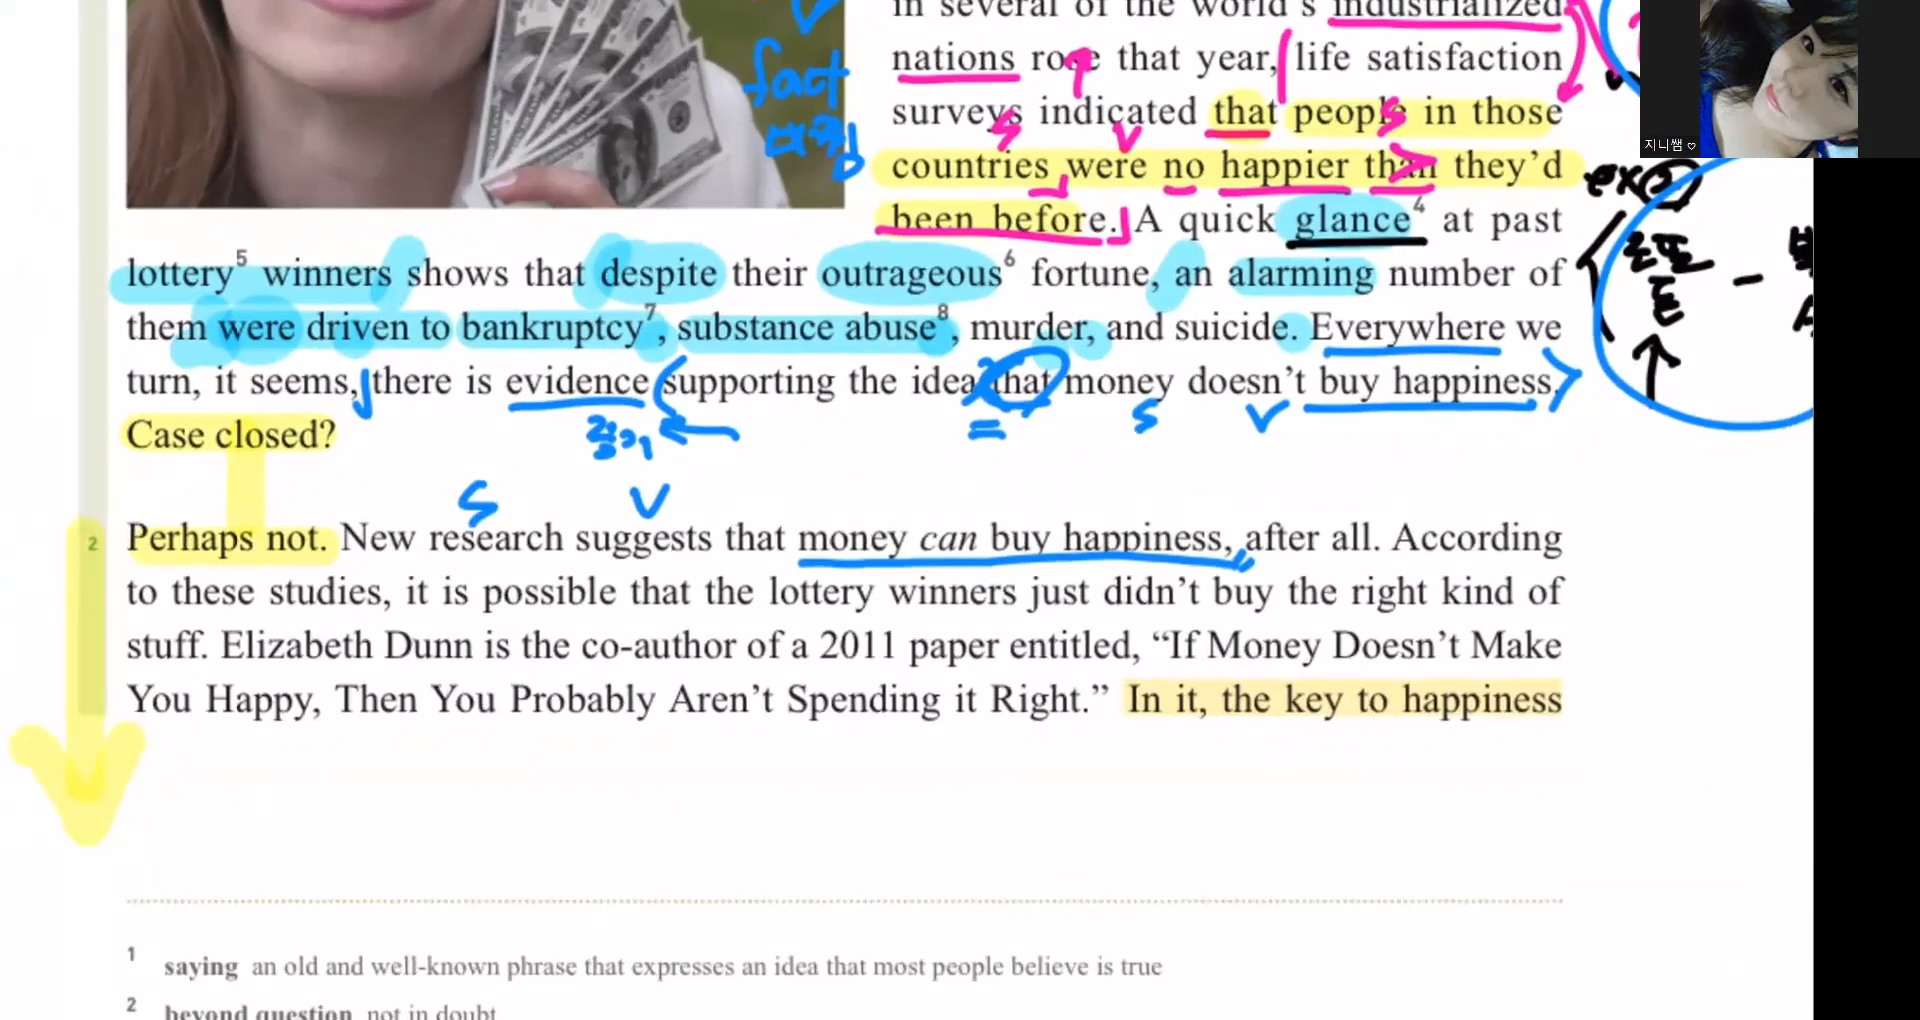 in several of the world's industrialized
nations rose that year, life satisfaction
surveys indicated that people in those
countries were no happier than they'd
been before. A quick glance4 at past
lottery5 winners shows that despite their outrageous6 fortune, an alarming number of
them were driven to bankruptcy7, substance abuse8, murder, and suicide. Everywhere we
turn, it seems, there is evidence supporting the idea that money doesn't buy happiness.
Case closed?
2 Perhaps not. New research suggests that money can buy happiness, after all. According
to these studies, it is possible that the lottery winners just didn't buy the right kind of
stuff. Elizabeth Dunn is the co-author of a 2011 paper entitled, “If Money Doesn't Make
You Happy, Then You Probably Aren't Spending it Right.” In it, the key to happiness
1 saying an old and well-known phrase that expresses an idea that most people believe is true
2 beyond question not in doubt
fact
S
V
S
V
S
V
지니쌤 ♡